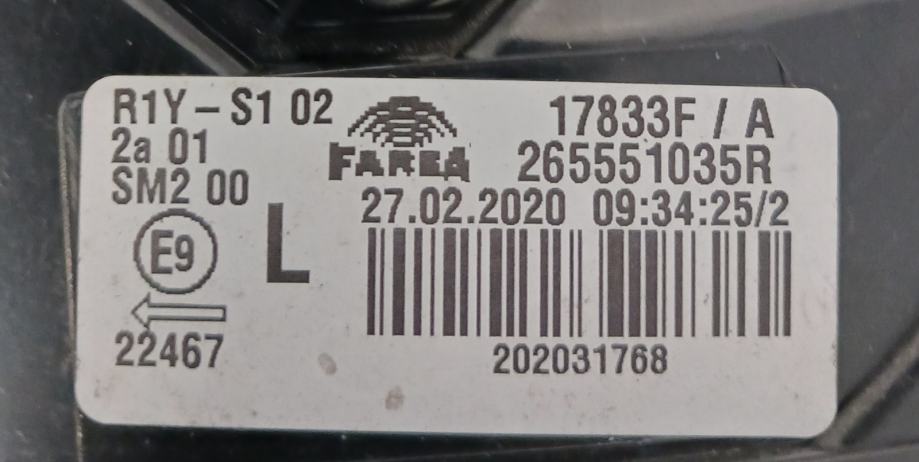 R1Y-S1 02
2a 01
SM2 00
E9
22467
L
FARBA
17833F / A
265551035R
27.02.2020 09:34:25/2
202031768